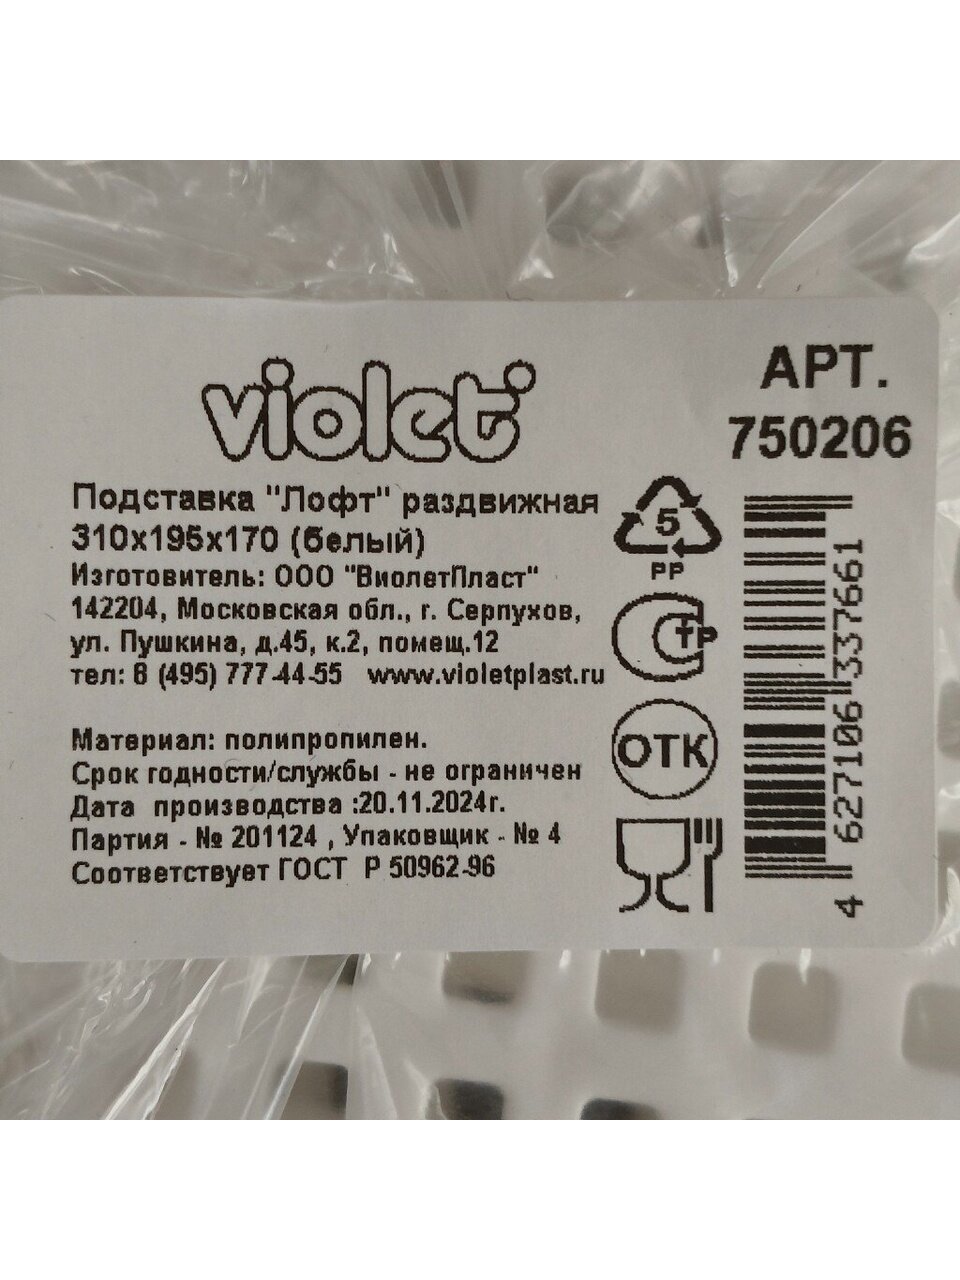 violet
АРТ.
750206
Подставка "Лофт" раздвижная
310х195х170 (белый)
Изготовитель: ООО "ВиолетПласт"
142204, Московская обл., г. Серпухов,
ул. Пушкина, д.45, к.2, помещ.12
тел: 8 (495) 777-44-55 www.violetplast.ru
Материал: полипропилен.
Срок годности/службы - не ограничен
Дата производства :20.11.2024г.
Партия - № 201124 , Упаковщик - № 4
Соответствует ГОСТ Р 50962-96
5
PP
СТР
ОТК
4 627106 337661